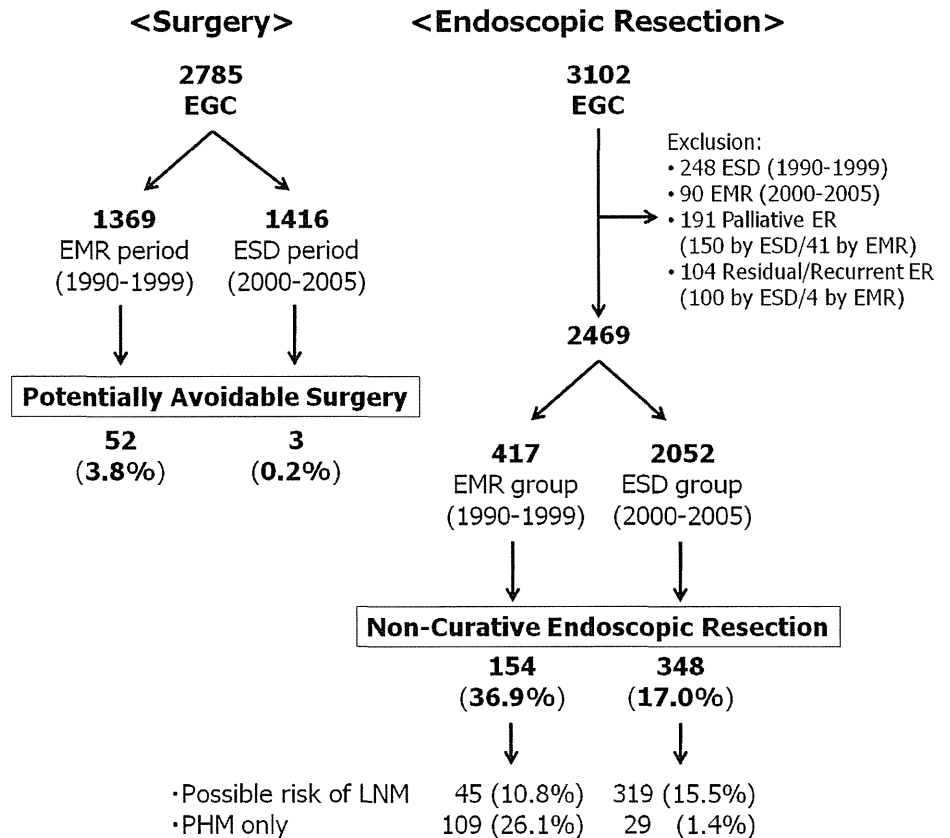 <Surgery>
2785
EGC
1369
EMR period
(1990-1999)
1416
ESD period
(2000-2005)
Potentially Avoidable Surgery
52
(3.8%)
3
(0.2%)
<Endoscopic Resection>
3102
EGC
Exclusion:
• 248 ESD (1990-1999)
• 90 EMR (2000-2005)
• 191 Palliative ER
(150 by ESD/41 by EMR)
• 104 Residual/Recurrent ER
(100 by ESD/4 by EMR)
2469
417
EMR group
(1990-1999)
2052
ESD group
(2000-2005)
Non-Curative Endoscopic Resection
154
(36.9%)
348
(17.0%)
•Possible risk of LNM 45 (10.8%) 319 (15.5%)
•PHM only 109 (26.1%) 29 (1.4%)